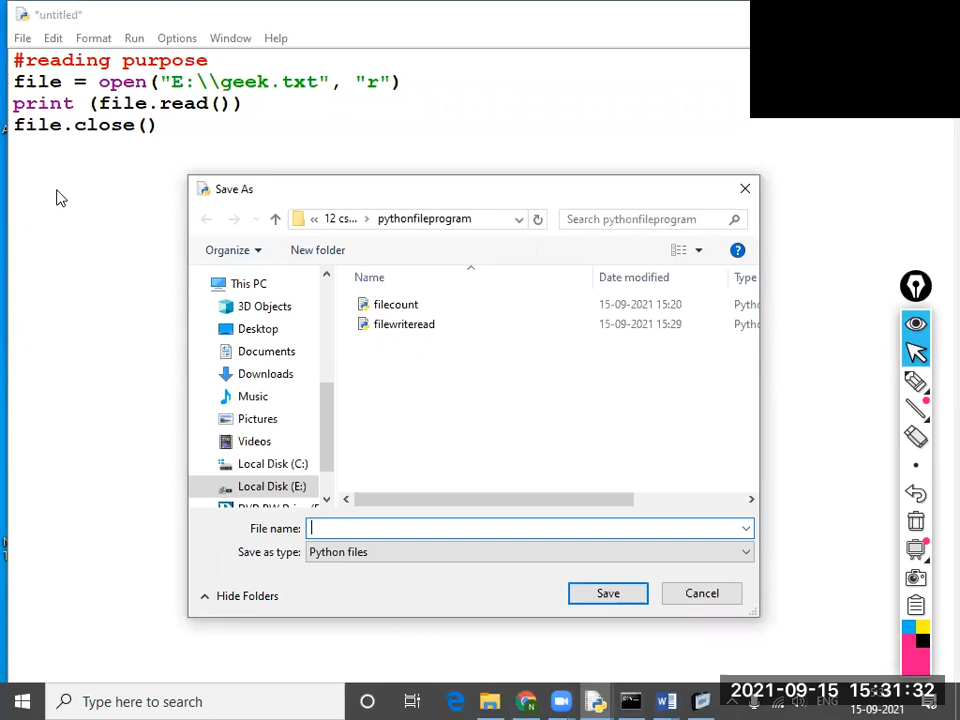 "untitled"
File Edit Format Run Options Window Help
#reading purpose
file = open("E:\\geek.txt", "r")
print (file.read())
file.close()
Save As
« 12 cs... › pythonfileprogram
Search pythonfileprogram
Organize New folder
Name Date modified Type
This PC
3D Objects
Desktop
Documents
Downloads
Music
Pictures
Videos
Local Disk (C:)
Local Disk (E:)
filecount 15-09-2021 15:20 Pytho
filewriteread 15-09-2021 15:29 Pytho
File name:
Save as type: Python files
Hide Folders Save Cancel
Type here to search
2021-09-15 15:31:32
15-09-2021